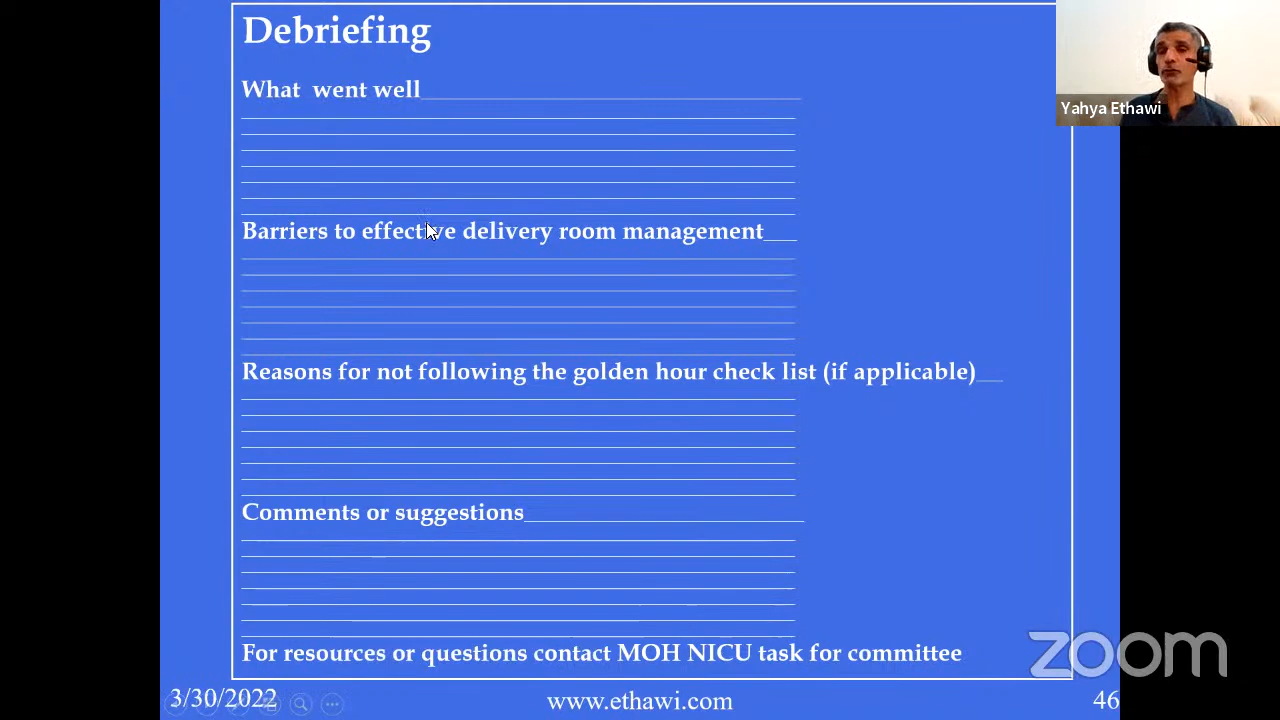 Debriefing
What went well
Barriers to effective delivery room management
Reasons for not following the golden hour check list (if applicable)
Comments or suggestions
For resources or questions contact MOH NICU task for committee
3/30/2022
www.ethawi.com
46
Yahya Ethawi
zoom